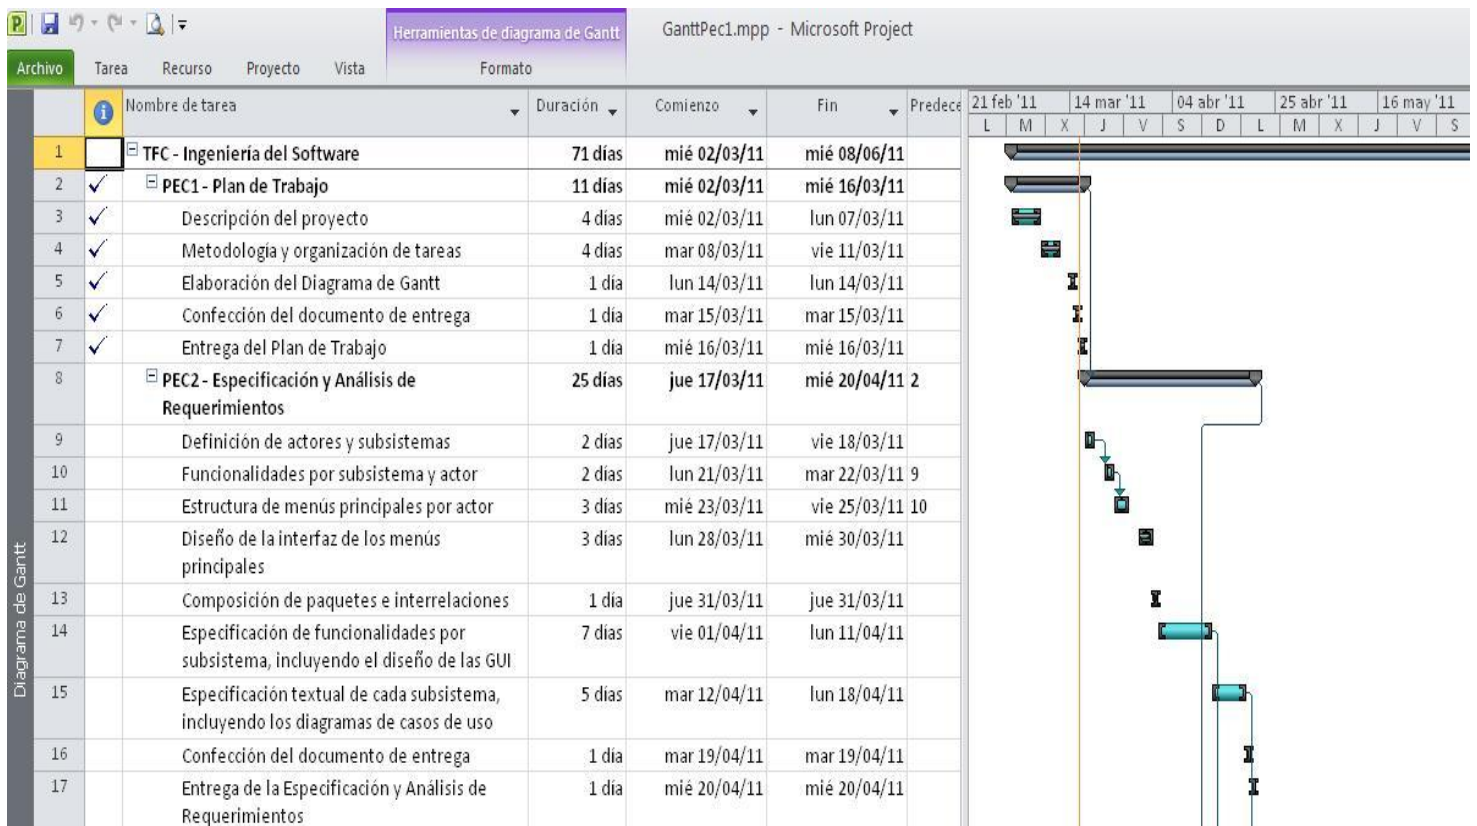 Herramientas de diagrama de Gantt
GanttPec1.mpp - Microsoft Project
Archivo Tarea Recurso Proyecto Vista Formato
Nombre de tarea Duración Comienzo Fin Predece
21 feb '11 14 mar '11 04 abr '11 25 abr '11 16 may '11
L M X J V S D L M X J V S
1 TFC - Ingeniería del Software 71 días mié 02/03/11 mié 08/06/11
2 PEC1 - Plan de Trabajo 11 días mié 02/03/11 mié 16/03/11
3 Descripción del proyecto 4 días mié 02/03/11 lun 07/03/11
4 Metodología y organización de tareas 4 días mar 08/03/11 vie 11/03/11
5 Elaboración del Diagrama de Gantt 1 día lun 14/03/11 lun 14/03/11
6 Confección del documento de entrega 1 día mar 15/03/11 mar 15/03/11
7 Entrega del Plan de Trabajo 1 día mié 16/03/11 mié 16/03/11
8 PEC2 - Especificación y Análisis de 25 días jue 17/03/11 mié 20/04/11 2
Requerimientos
9 Definición de actores y subsistemas 2 días jue 17/03/11 vie 18/03/11
10 Funcionalidades por subsistema y actor 2 días lun 21/03/11 mar 22/03/11 9
11 Estructura de menús principales por actor 3 días mié 23/03/11 vie 25/03/11 10
12 Diseño de la interfaz de los menús 3 días lun 28/03/11 mié 30/03/11
principales
13 Composición de paquetes e interrelaciones 1 día jue 31/03/11 jue 31/03/11
14 Especificación de funcionalidades por 7 días vie 01/04/11 lun 11/04/11
subsistema, incluyendo el diseño de las GUI
15 Especificación textual de cada subsistema, 5 días mar 12/04/11 lun 18/04/11
incluyendo los diagramas de casos de uso
16 Confección del documento de entrega 1 día mar 19/04/11 mar 19/04/11
17 Entrega de la Especificación y Análisis de 1 día mié 20/04/11 mié 20/04/11
Requerimientos
Diagrama de Gantt